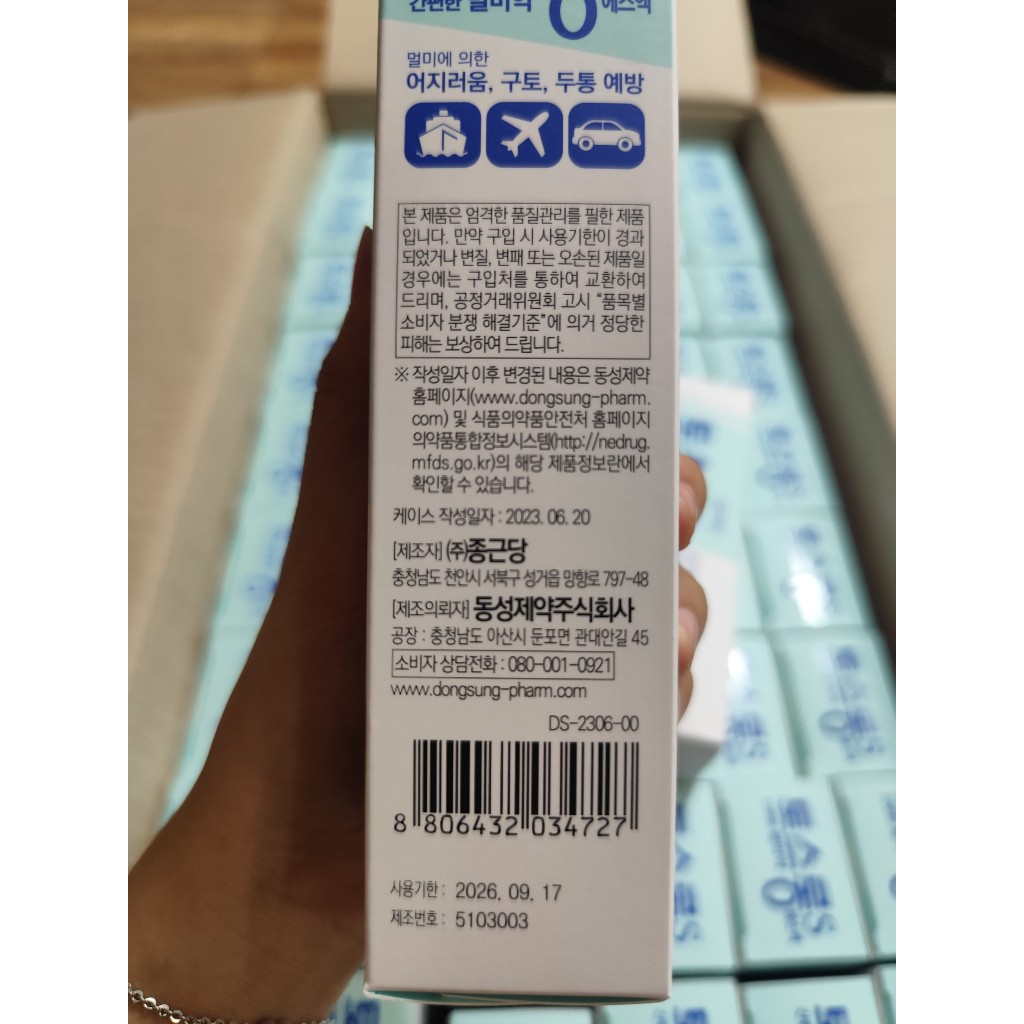 간편한 멀미약
에스액
멀미에 의한
어지러움, 구토, 두통 예방
본 제품은 엄격한 품질관리를 필한 제품
입니다. 만약 구입 시 사용기한이 경과
되었거나 변질, 변패 또는 오손된 제품일
경우에는 구입처를 통하여 교환하여
드리며, 공정거래위원회 고시 "품목별
소비자 분쟁 해결기준"에 의거 정당한
피해는 보상하여 드립니다.
※ 작성일자 이후 변경된 내용은 동성제약
홈페이지(www.dongsung-pharm.
com) 및 식품의약품안전처 홈페이지
의약품통합정보시스템(http://nedrug.
mfds.go.kr)의 해당 제품정보란에서
확인할 수 있습니다.
케이스 작성일자 : 2023. 06. 20
[제조자] (주)종근당
충청남도 천안시 서북구 성거읍 망향로 797-48
[제조의뢰자] 동성제약주식회사
공장 : 충청남도 아산시 둔포면 관대안길 45
소비자 상담전화 : 080-001-0921
www.dongsung-pharm.com
DS-2306-00
8 806432 034727
사용기한 : 2026. 09. 17
제조번호 : 5103003